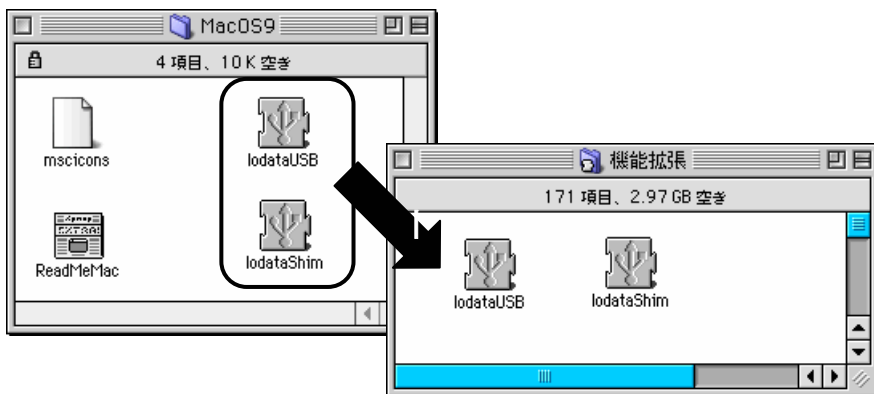 MacOS9
4 項目、10K 空き
mscicons
IodataUSB
ReadMeMac
IodataShim
機能拡張
171 項目、2.97 GB 空き
IodataUSB
IodataShim